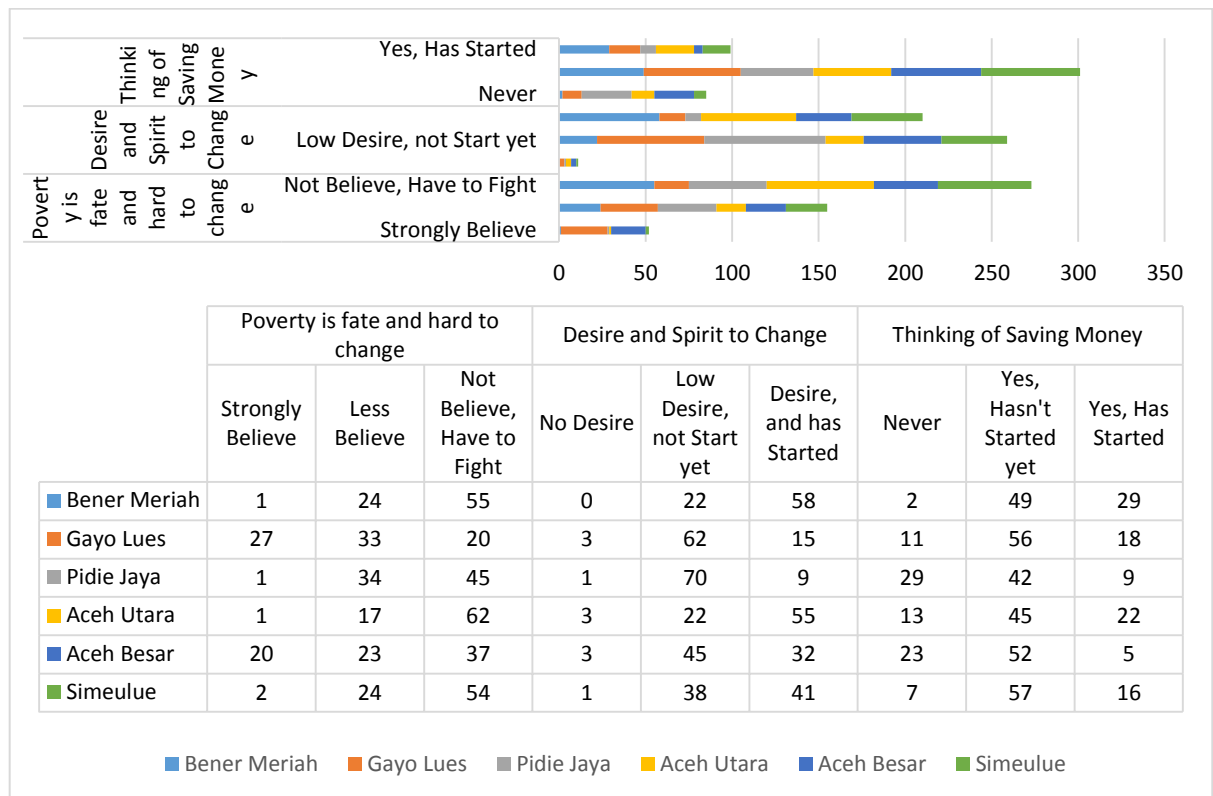 Thinki
ng of
Saving
Mone
y
Yes, Has Started
Never
Desire
and
Spirit
to
Chang
e
Low Desire, not Start yet
Povert
y is
fate
and
hard
to
chang
e
Not Believe, Have to Fight
Strongly Believe
0 50 100 150 200 250 300 350
Poverty is fate and hard to
change
Desire and Spirit to Change
Thinking of Saving Money
Strongly
Believe
Less
Believe
Not
Believe,
Have to
Fight
No Desire
Low
Desire,
not Start
yet
Desire,
and has
Started
Never
Yes,
Hasn't
Started
yet
Yes, Has
Started
Bener Meriah 1 24 55 0 22 58 2 49 29
Gayo Lues 27 33 20 3 62 15 11 56 18
Pidie Jaya 1 34 45 1 70 9 29 42 9
Aceh Utara 1 17 62 3 22 55 13 45 22
Aceh Besar 20 23 37 3 45 32 23 52 5
Simeulue 2 24 54 1 38 41 7 57 16
Bener Meriah Gayo Lues Pidie Jaya Aceh Utara Aceh Besar Simeulue